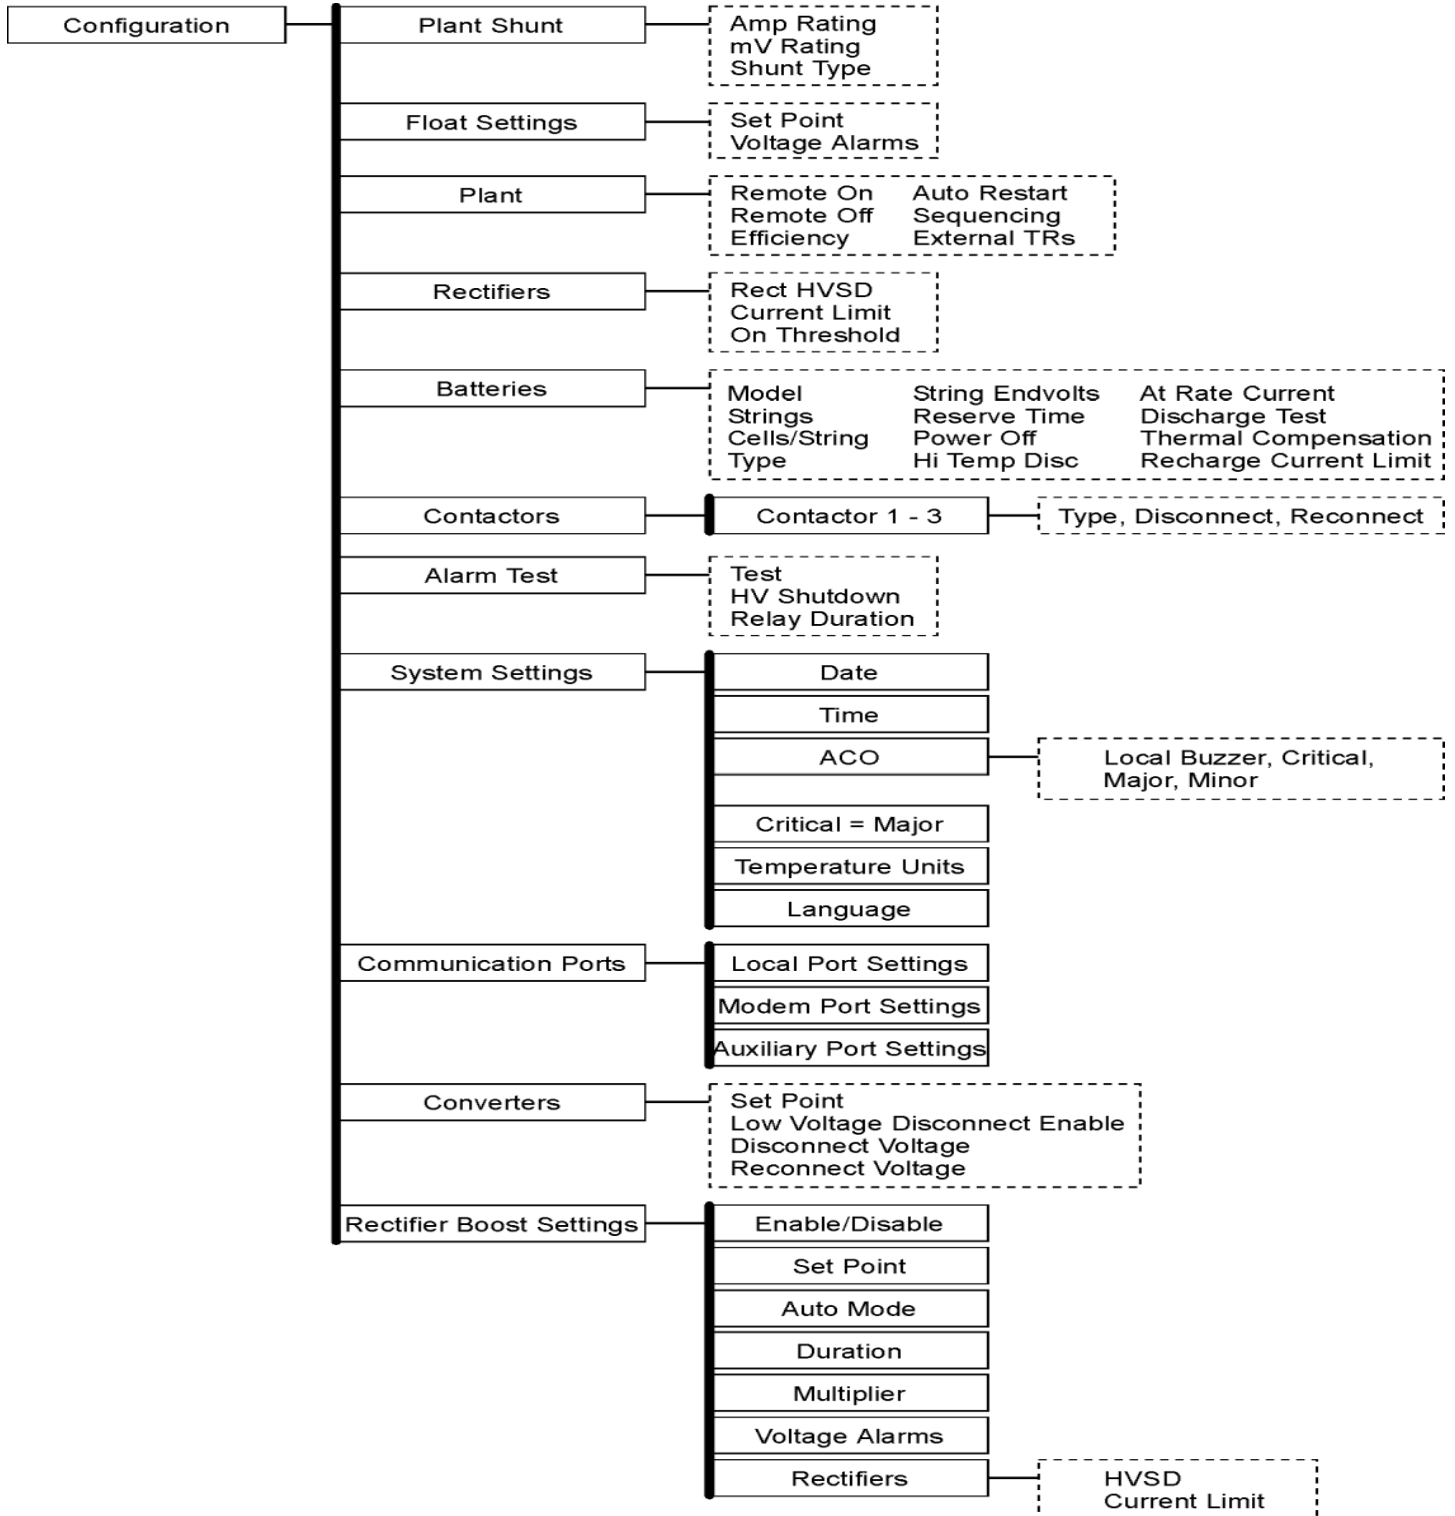 Configuration
Plant Shunt
Amp Rating
mV Rating
Shunt Type
Float Settings
Set Point
Voltage Alarms
Plant
Remote On Auto Restart
Remote Off Sequencing
Efficiency External TRs
Rectifiers
Rect HVSD
Current Limit
On Threshold
Batteries
Model String Endvolts At Rate Current
Strings Reserve Time Discharge Test
Cells/String Power Off Thermal Compensation
Type Hi Temp Disc Recharge Current Limit
Contactors
Contactor 1 - 3
Type, Disconnect, Reconnect
Alarm Test
Test
HV Shutdown
Relay Duration
System Settings
Date
Time
ACO
Local Buzzer, Critical,
Major, Minor
Critical = Major
Temperature Units
Language
Communication Ports
Local Port Settings
Modem Port Settings
Auxiliary Port Settings
Converters
Set Point
Low Voltage Disconnect Enable
Disconnect Voltage
Reconnect Voltage
Rectifier Boost Settings
Enable/Disable
Set Point
Auto Mode
Duration
Multiplier
Voltage Alarms
Rectifiers
HVSD
Current Limit